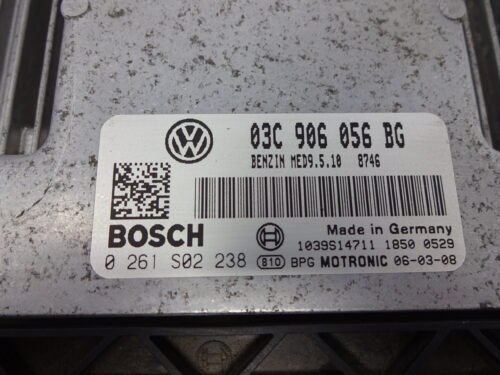 03C 906 056 BG
BENZIN MED9.5.10 8746
BOSCH
Made in Germany
1039S14711 1850 0529
0 261 S02 238 810 BPG MOTRONIC 06-03-08